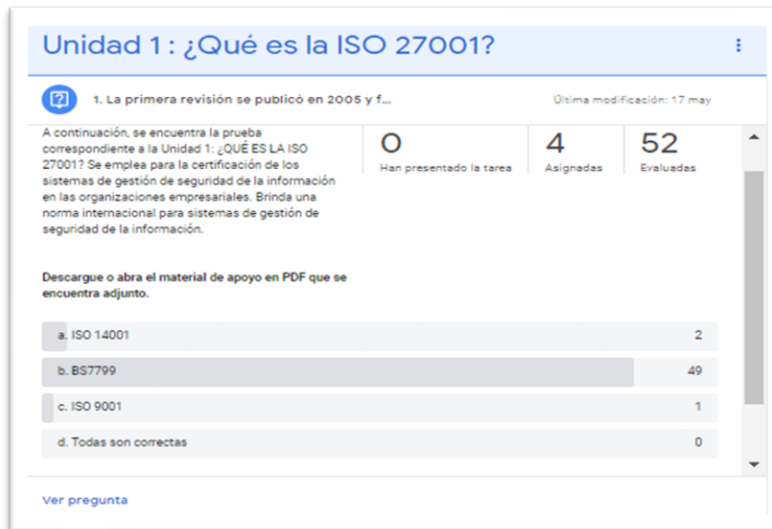 Unidad 1 : ¿Qué es la ISO 27001?
1. La primera revisión se publicó en 2005 y f...
Última modificación: 17 may
A continuación, se encuentra la prueba
correspondiente a la Unidad 1: ¿QUÉ ES LA ISO
27001? Se emplea para la certificación de los
sistemas de gestión de seguridad de la información
en las organizaciones empresariales. Brinda una
norma internacional para sistemas de gestión de
seguridad de la información.
0
Han presentado la tarea
4
Asignadas
52
Evaluadas
Descargue o abra el material de apoyo en PDF que se
encuentra adjunto.
a. ISO 14001 2
b. BS7799 49
c. ISO 9001 1
d. Todas son correctas 0
Ver pregunta